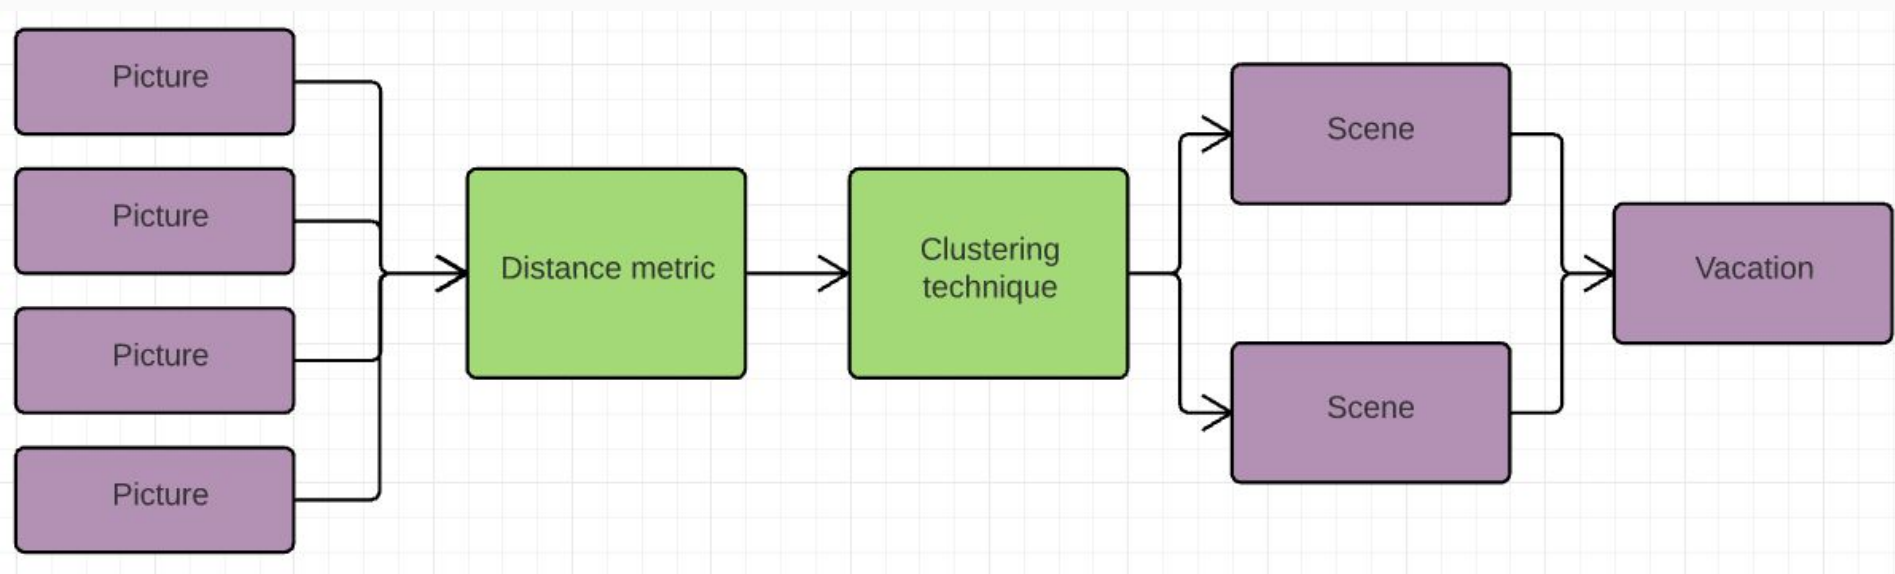 Picture
Picture
Picture
Picture
Distance metric
Clustering
technique
Scene
Scene
Vacation